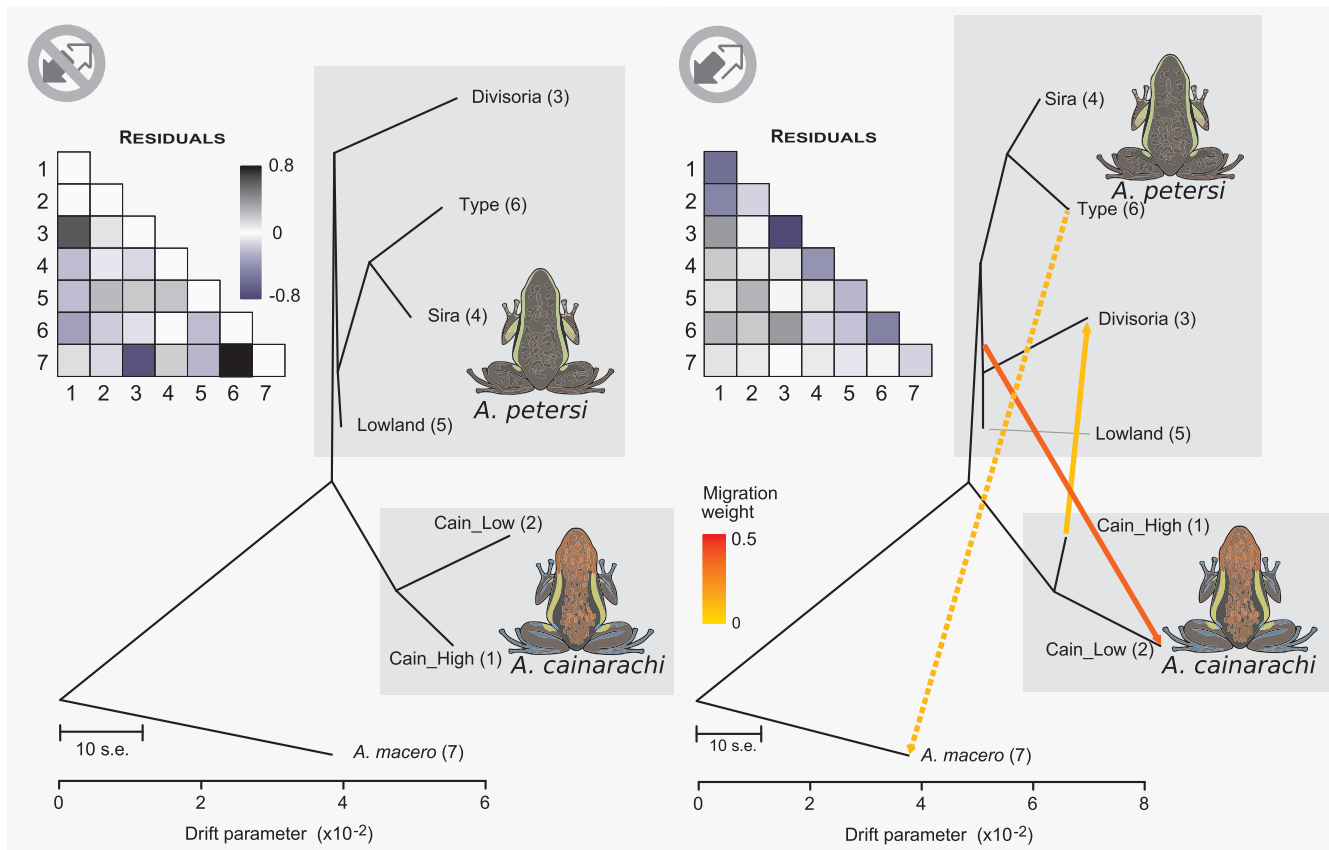 Divisoria (3)
RESIDUALS
0.8
0
-0.8
1
2
3
4
5
6
7
1 2 3 4 5 6 7
Type (6)
Sira (4)
A. petersi
Lowland (5)
Cain_Low (2)
Cain_High (1)
A. cainarachi
10 s.e.
A. macero (7)
0 2 4 6
Drift parameter (x10-2)
Sira (4)
RESIDUALS
1
2
3
4
5
6
7
1 2 3 4 5 6 7
A. petersi
Type (6)
Divisoria (3)
Lowland (5)
Migration
weight
0.5
0
Cain_High (1)
Cain_Low (2)
A. cainarachi
10 s.e.
A. macero (7)
0 2 4 6 8
Drift parameter (x10-2)